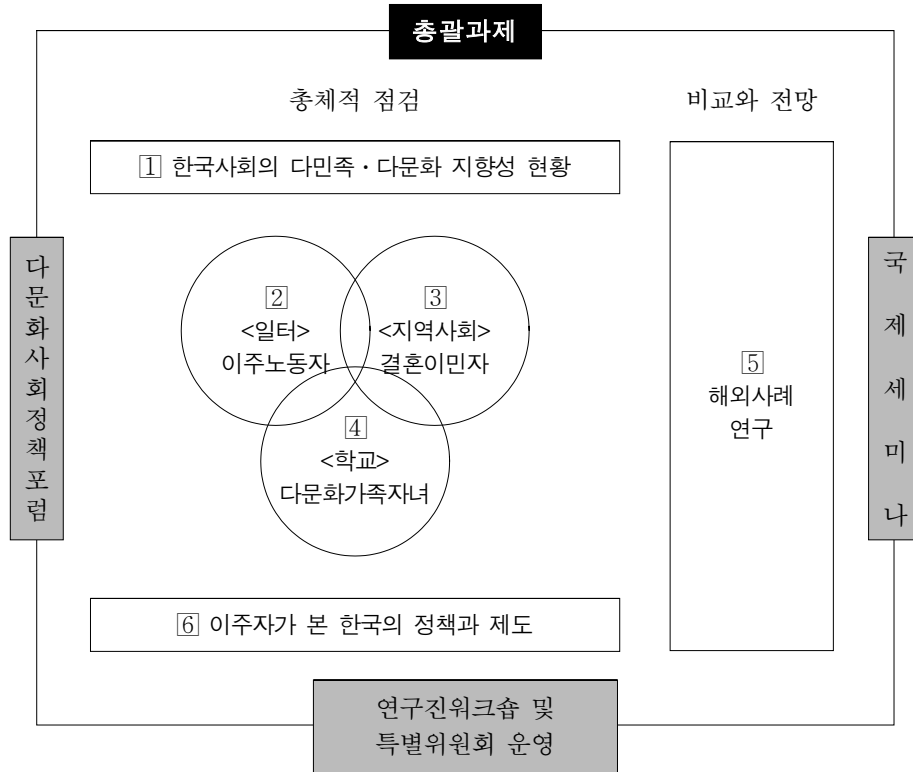 총괄과제
총체적 점검
비교와 전망
1 한국사회의 다민족·다문화 지향성 현황
다문화사회정책포럼
2
<일터>
이주노동자
3
<지역사회>
결혼이민자
4
<학교>
다문화가족자녀
5
해외사례
연구
국제세미나
6 이주자가 본 한국의 정책과 제도
연구진워크숍 및
특별위원회 운영